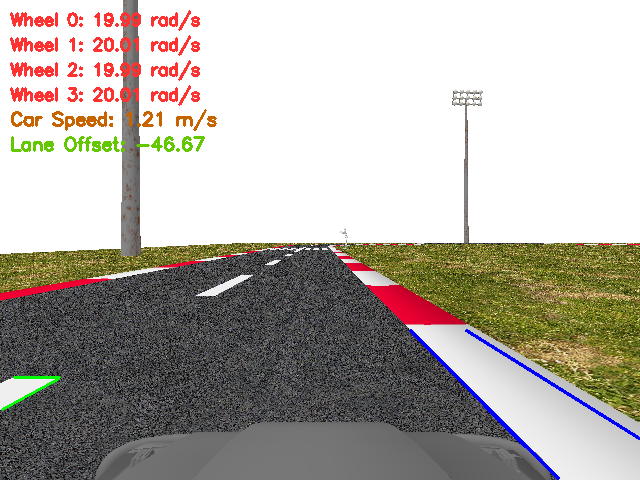 Wheel 0: 19.99 rad/s
Wheel 1: 20.01 rad/s
Wheel 2: 19.99 rad/s
Wheel 3: 20.01 rad/s
Car Speed: 1.21 m/s
Lane Offset: -46.67